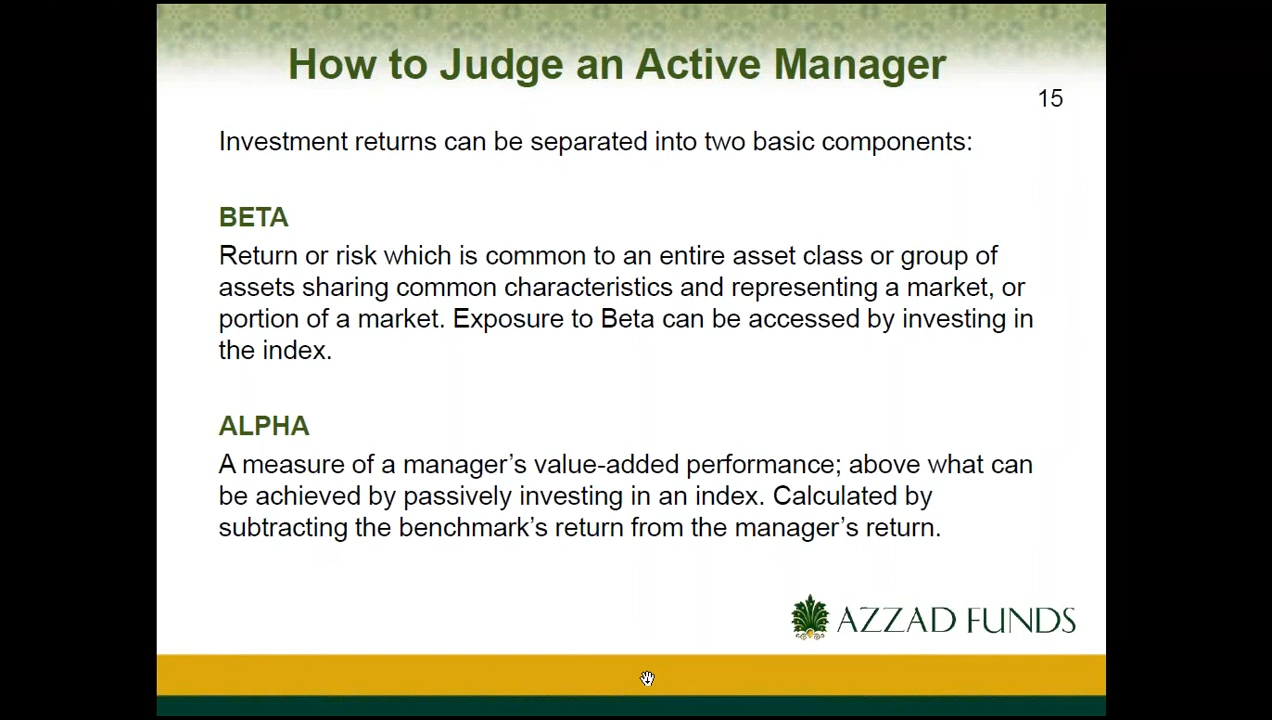 How to Judge an Active Manager
15
Investment returns can be separated into two basic components:
BETA
Return or risk which is common to an entire asset class or group of
assets sharing common characteristics and representing a market, or
portion of a market. Exposure to Beta can be accessed by investing in
the index.
ALPHA
A measure of a manager’s value-added performance; above what can
be achieved by passively investing in an index. Calculated by
subtracting the benchmark’s return from the manager’s return.
AZZAD FUNDS